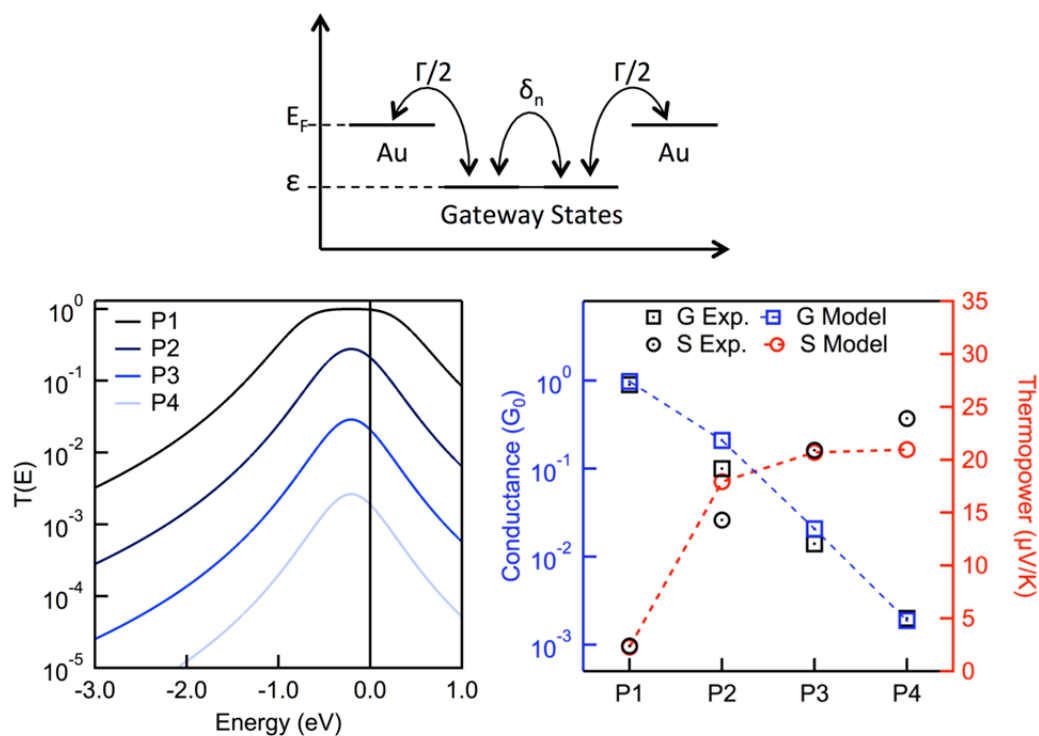 Γ/2
δn
Γ/2
EF
Au
Au
ε
Gateway States
T(E)
10^0
10^-1
10^-2
10^-3
10^-4
10^-5
P1
P2
P3
P4
-3.0
-2.0
-1.0
0.0
1.0
Energy (eV)
Conductance (G0)
10^0
10^-1
10^-2
10^-3
G Exp.
G Model
S Exp.
S Model
P1
P2
P3
P4
35
30
25
20
15
10
5
0
Thermopower (μV/K)